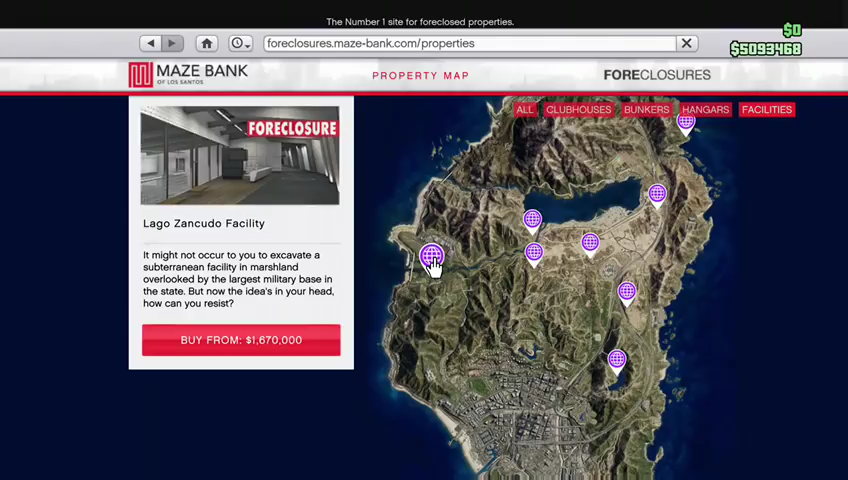 The Number 1 site for foreclosed properties.
$0
$5093468
foreclosures.maze-bank.com/properties
MAZE BANK
OF LOS SANTOS
PROPERTY MAP
FORECLOSURES
FORECLOSURE
ALL
CLUBHOUSES
BUNKERS
HANGARS
FACILITIES
Lago Zancudo Facility
It might not occur to you to excavate a
subterranean facility in marshland
overlooked by the largest military base in
the state. But now the idea's in your head,
how can you resist?
BUY FROM: $1,670,000